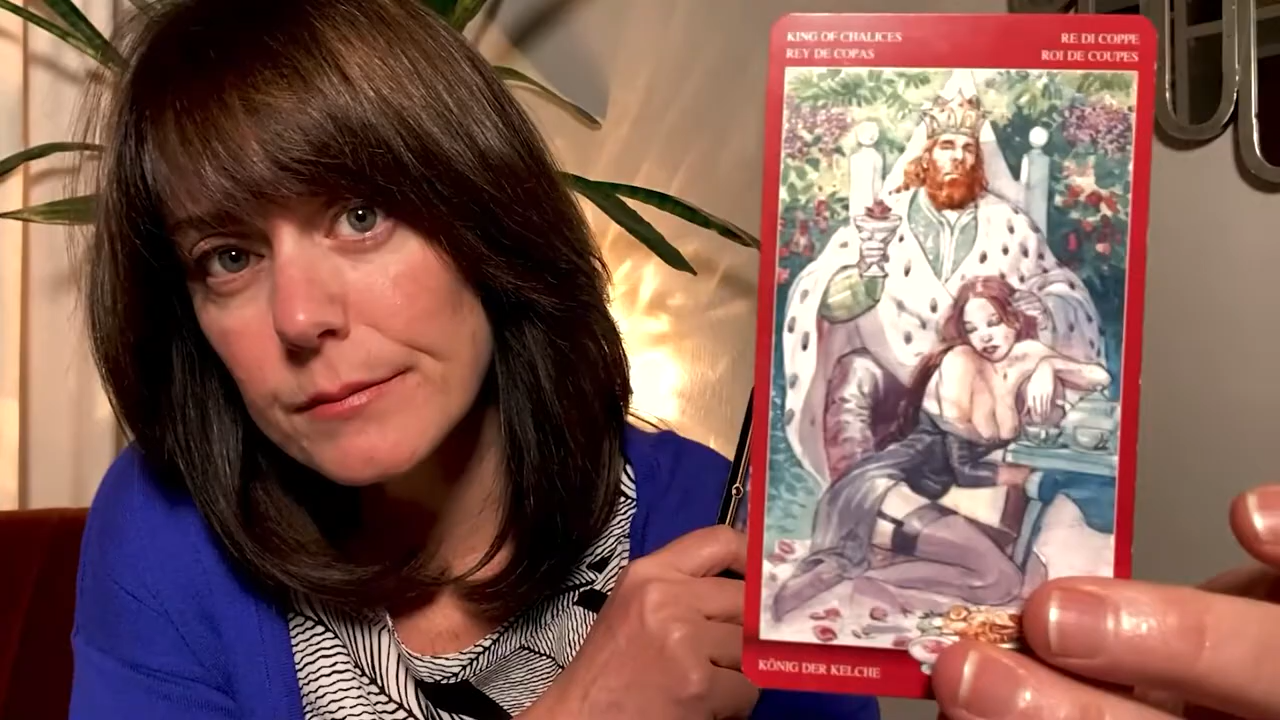 KING OF CHALICES
REY DE COPAS
RE DI COPPE
ROI DE COUPES
KÖNIG DER KELCHE